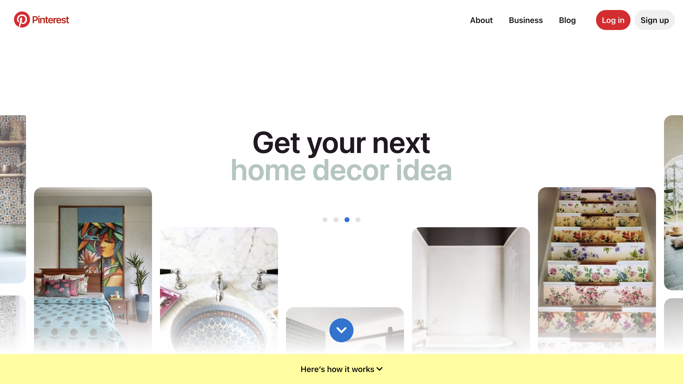 Pinterest
About
Business
Blog
Log in
Sign up
Get your next
home decor idea
Here's how it works